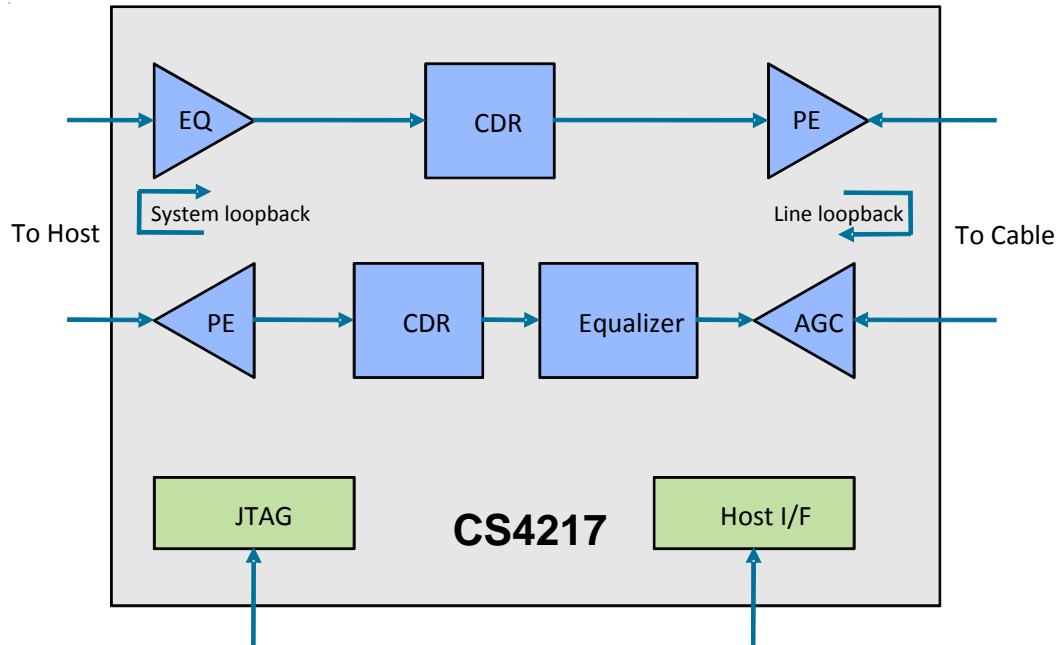 EQ
CDR
PE
System loopback
Line loopback
To Host
To Cable
PE
CDR
Equalizer
AGC
JTAG
CS4217
Host I/F